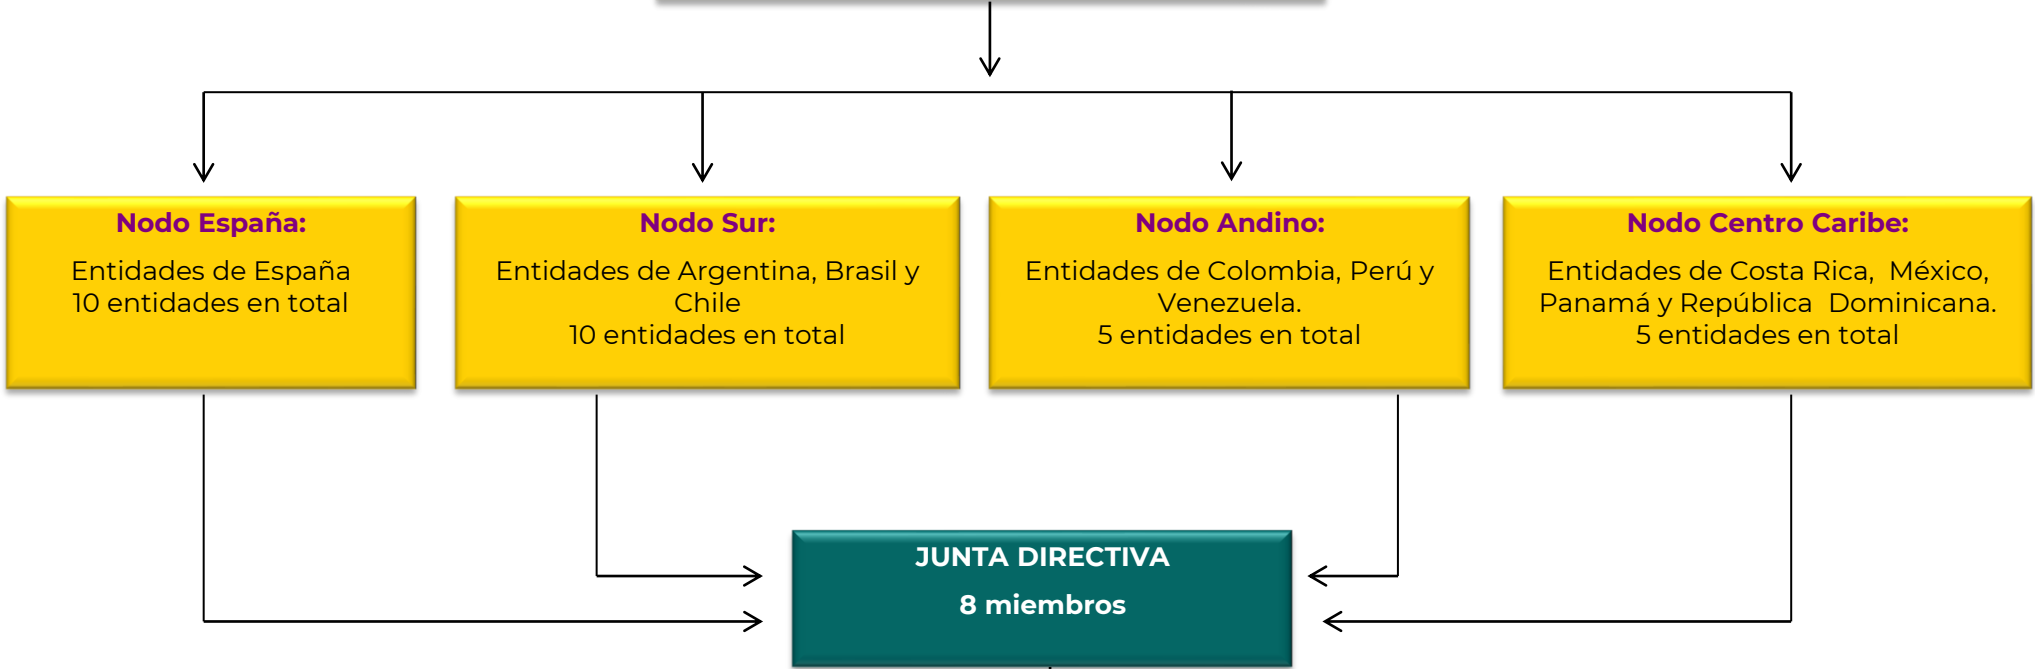 Nodo España:
Entidades de España
10 entidades en total
Nodo Sur:
Entidades de Argentina, Brasil y
Chile
10 entidades en total
Nodo Andino:
Entidades de Colombia, Perú y
Venezuela.
5 entidades en total
Nodo Centro Caribe:
Entidades de Costa Rica,  México,
Panamá y República  Dominicana.
5 entidades en total
JUNTA DIRECTIVA
8 miembros